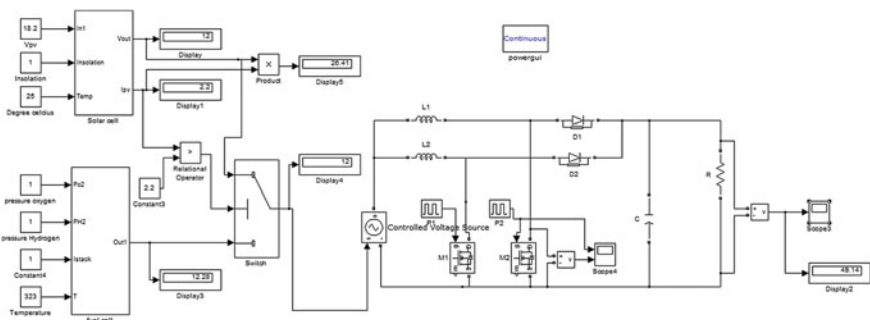 18.2
Vpv
1
Insolation
25
Degree celcius
In1
Insolation
Temp
Vout
Ipv
Solar cell
12
Display
2.2
Display1
×
Product
26.41
Display5
Continuous
powergui
>
Relational
Operator
2.2
Constant3
12
Display4
Switch
1
pressure oxygen
1
pressure Hydrogen
1
Constant4
323
Temperature
Po2
PH2
Istack
T
Out1
12.28
Display3
L1
L2
D1
D2
P1
P2
Controlled Voltage Source
M1
M2
v
Scope4
C
R
v
Scope3
49.14
Display2